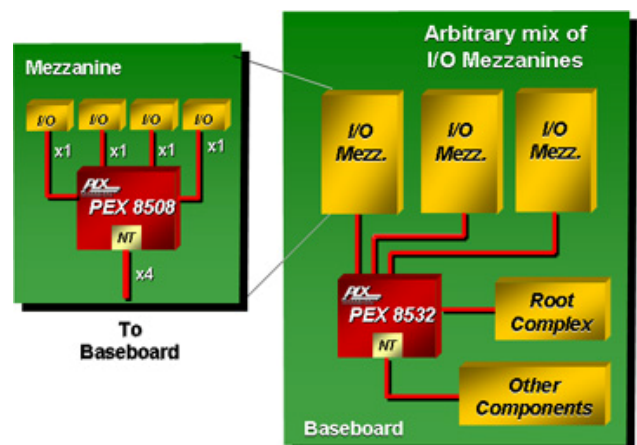 Mezzanine
I/O
I/O
I/O
I/O
x1
x1
x1
x1
PLX
PEX 8508
NT
x4
To
Baseboard
Arbitrary mix of
I/O Mezzanines
I/O
Mezz.
I/O
Mezz.
I/O
Mezz.
PLX
PEX 8532
NT
Root
Complex
Other
Components
Baseboard